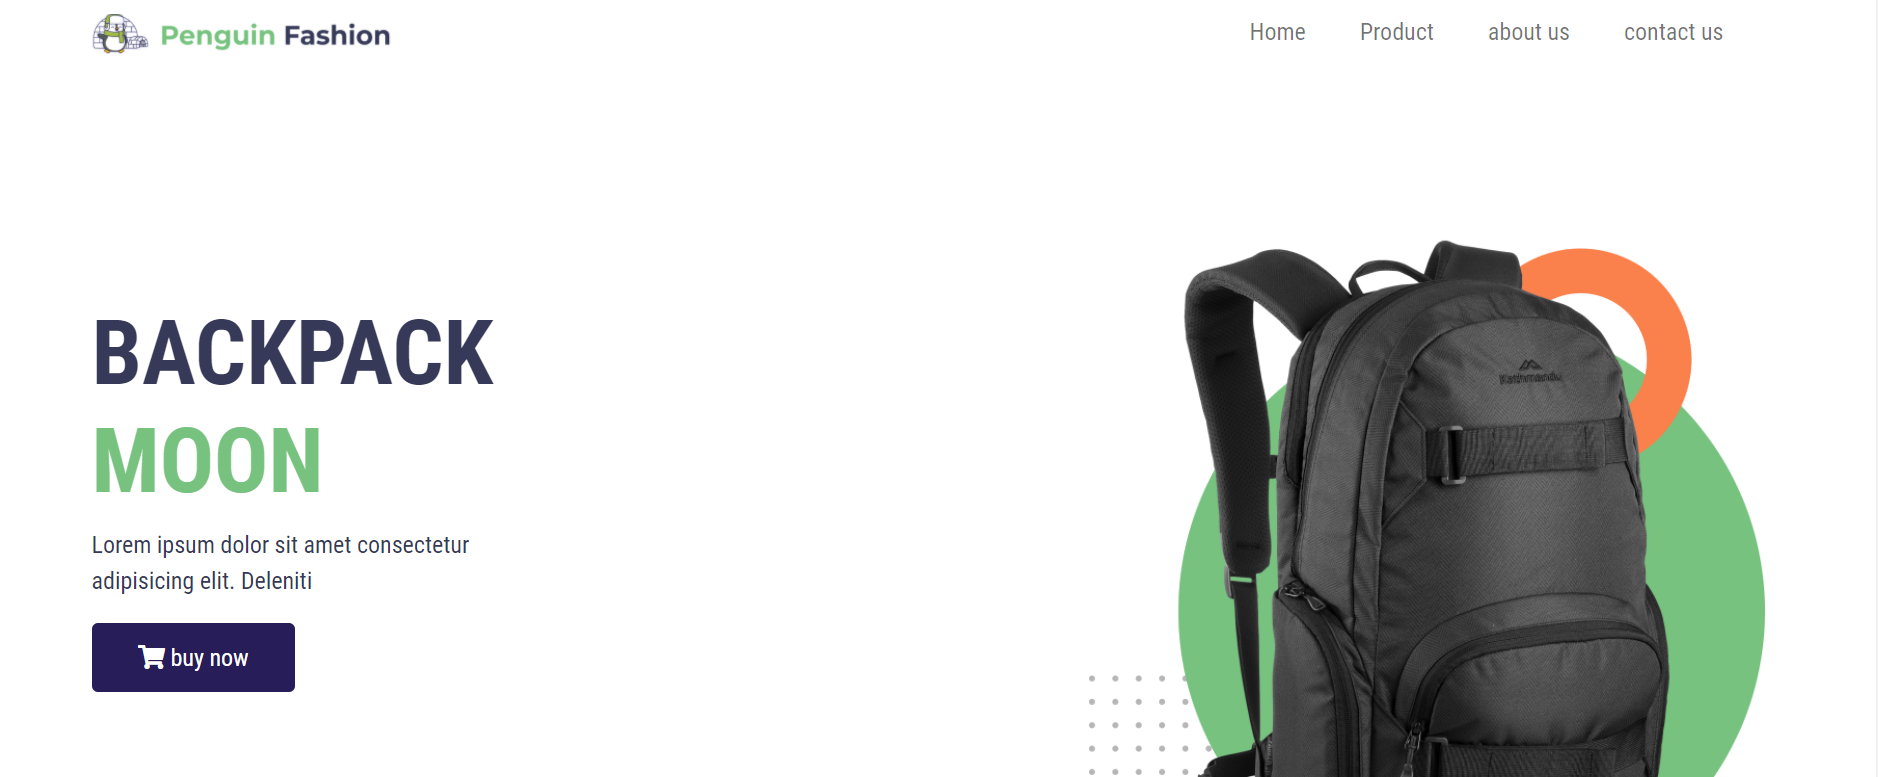 Penguin Fashion
Home
Product
about us
contact us
BACKPACK
MOON
Lorem ipsum dolor sit amet consectetur
adipisicing elit. Deleniti
buy now
Kathmandu